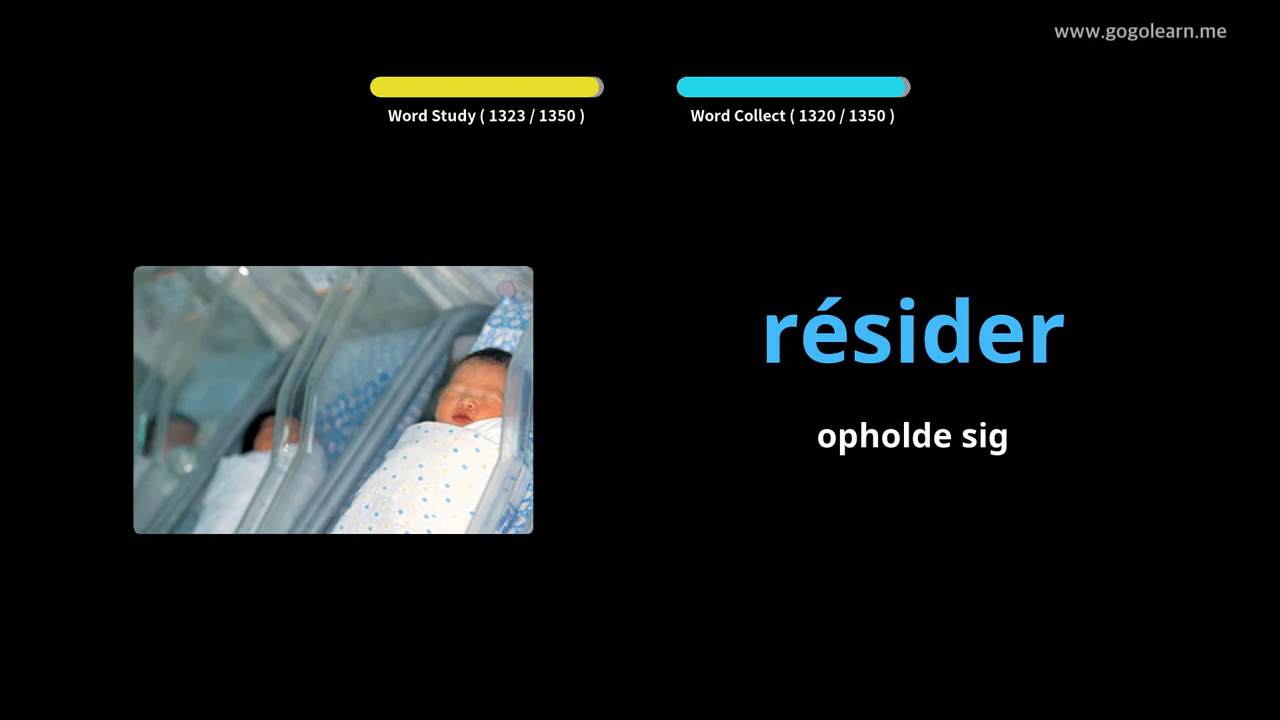 www.gogolearn.me
Word Study ( 1323 / 1350 )
Word Collect ( 1320 / 1350 )
résider
opholde sig